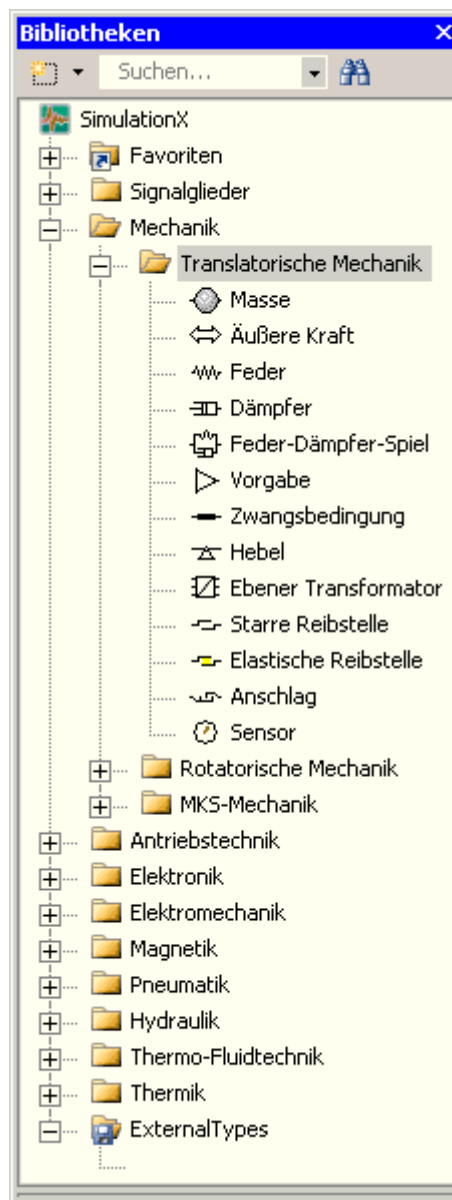 Bibliotheken
Suchen...
SimulationX
Favoriten
Signalglieder
Mechanik
Translatorische Mechanik
Masse
Äußere Kraft
Feder
Dämpfer
Feder-Dämpfer-Spiel
Vorgabe
Zwangsbedingung
Hebel
Ebener Transformator
Starre Reibstelle
Elastische Reibstelle
Anschlag
Sensor
Rotatorische Mechanik
MKS-Mechanik
Antriebstechnik
Elektronik
Elektromechanik
Magnetik
Pneumatik
Hydraulik
Thermo-Fluidtechnik
Thermik
ExternalTypes